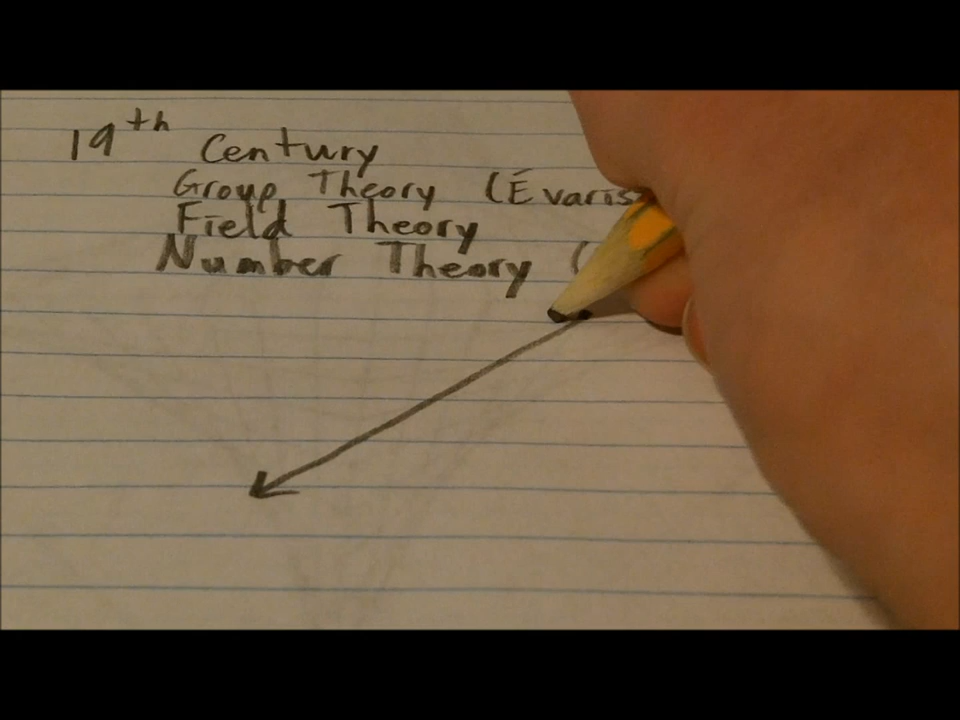 19th Century
Group Theory (Évaris
Field Theory
Number Theory (